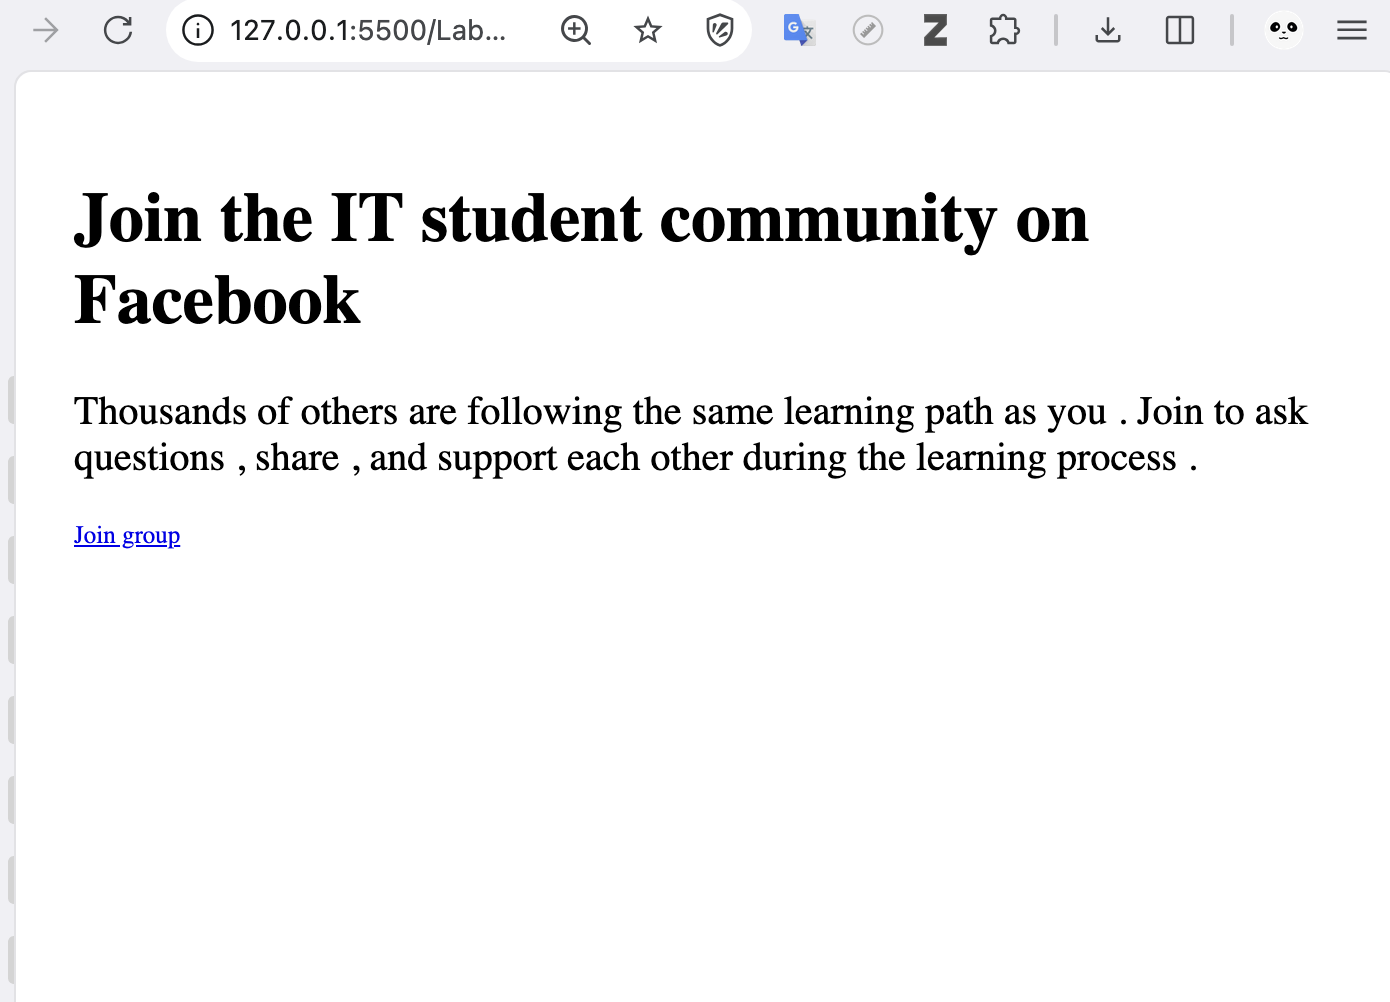 127.0.0.1:5500/Lab...
G
Z
Join the IT student community on
Facebook
Thousands of others are following the same learning path as you . Join to ask
questions , share , and support each other during the learning process .
Join group